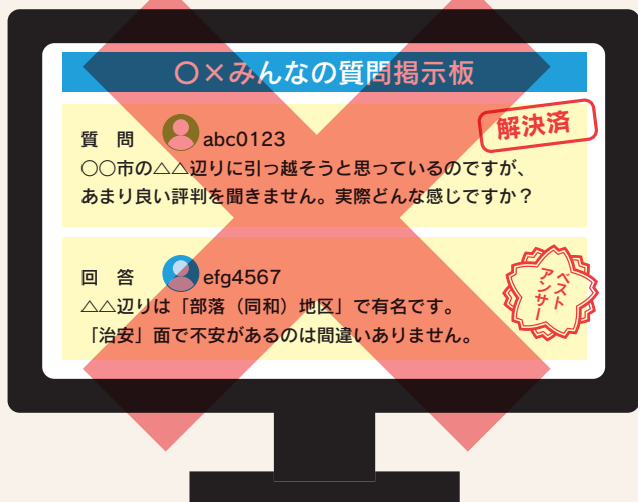 〇×みんなの質問掲示板
解決済
質 問 abc0123
〇〇市の△△辺りに引っ越そうと思っているのですが、
あまり良い評判を聞きません。実際どんな感じですか？
回 答 efg4567
ベスト
アンサー
△△辺りは「部落（同和）地区」で有名です。
「治安」面で不安があるのは間違いありません。